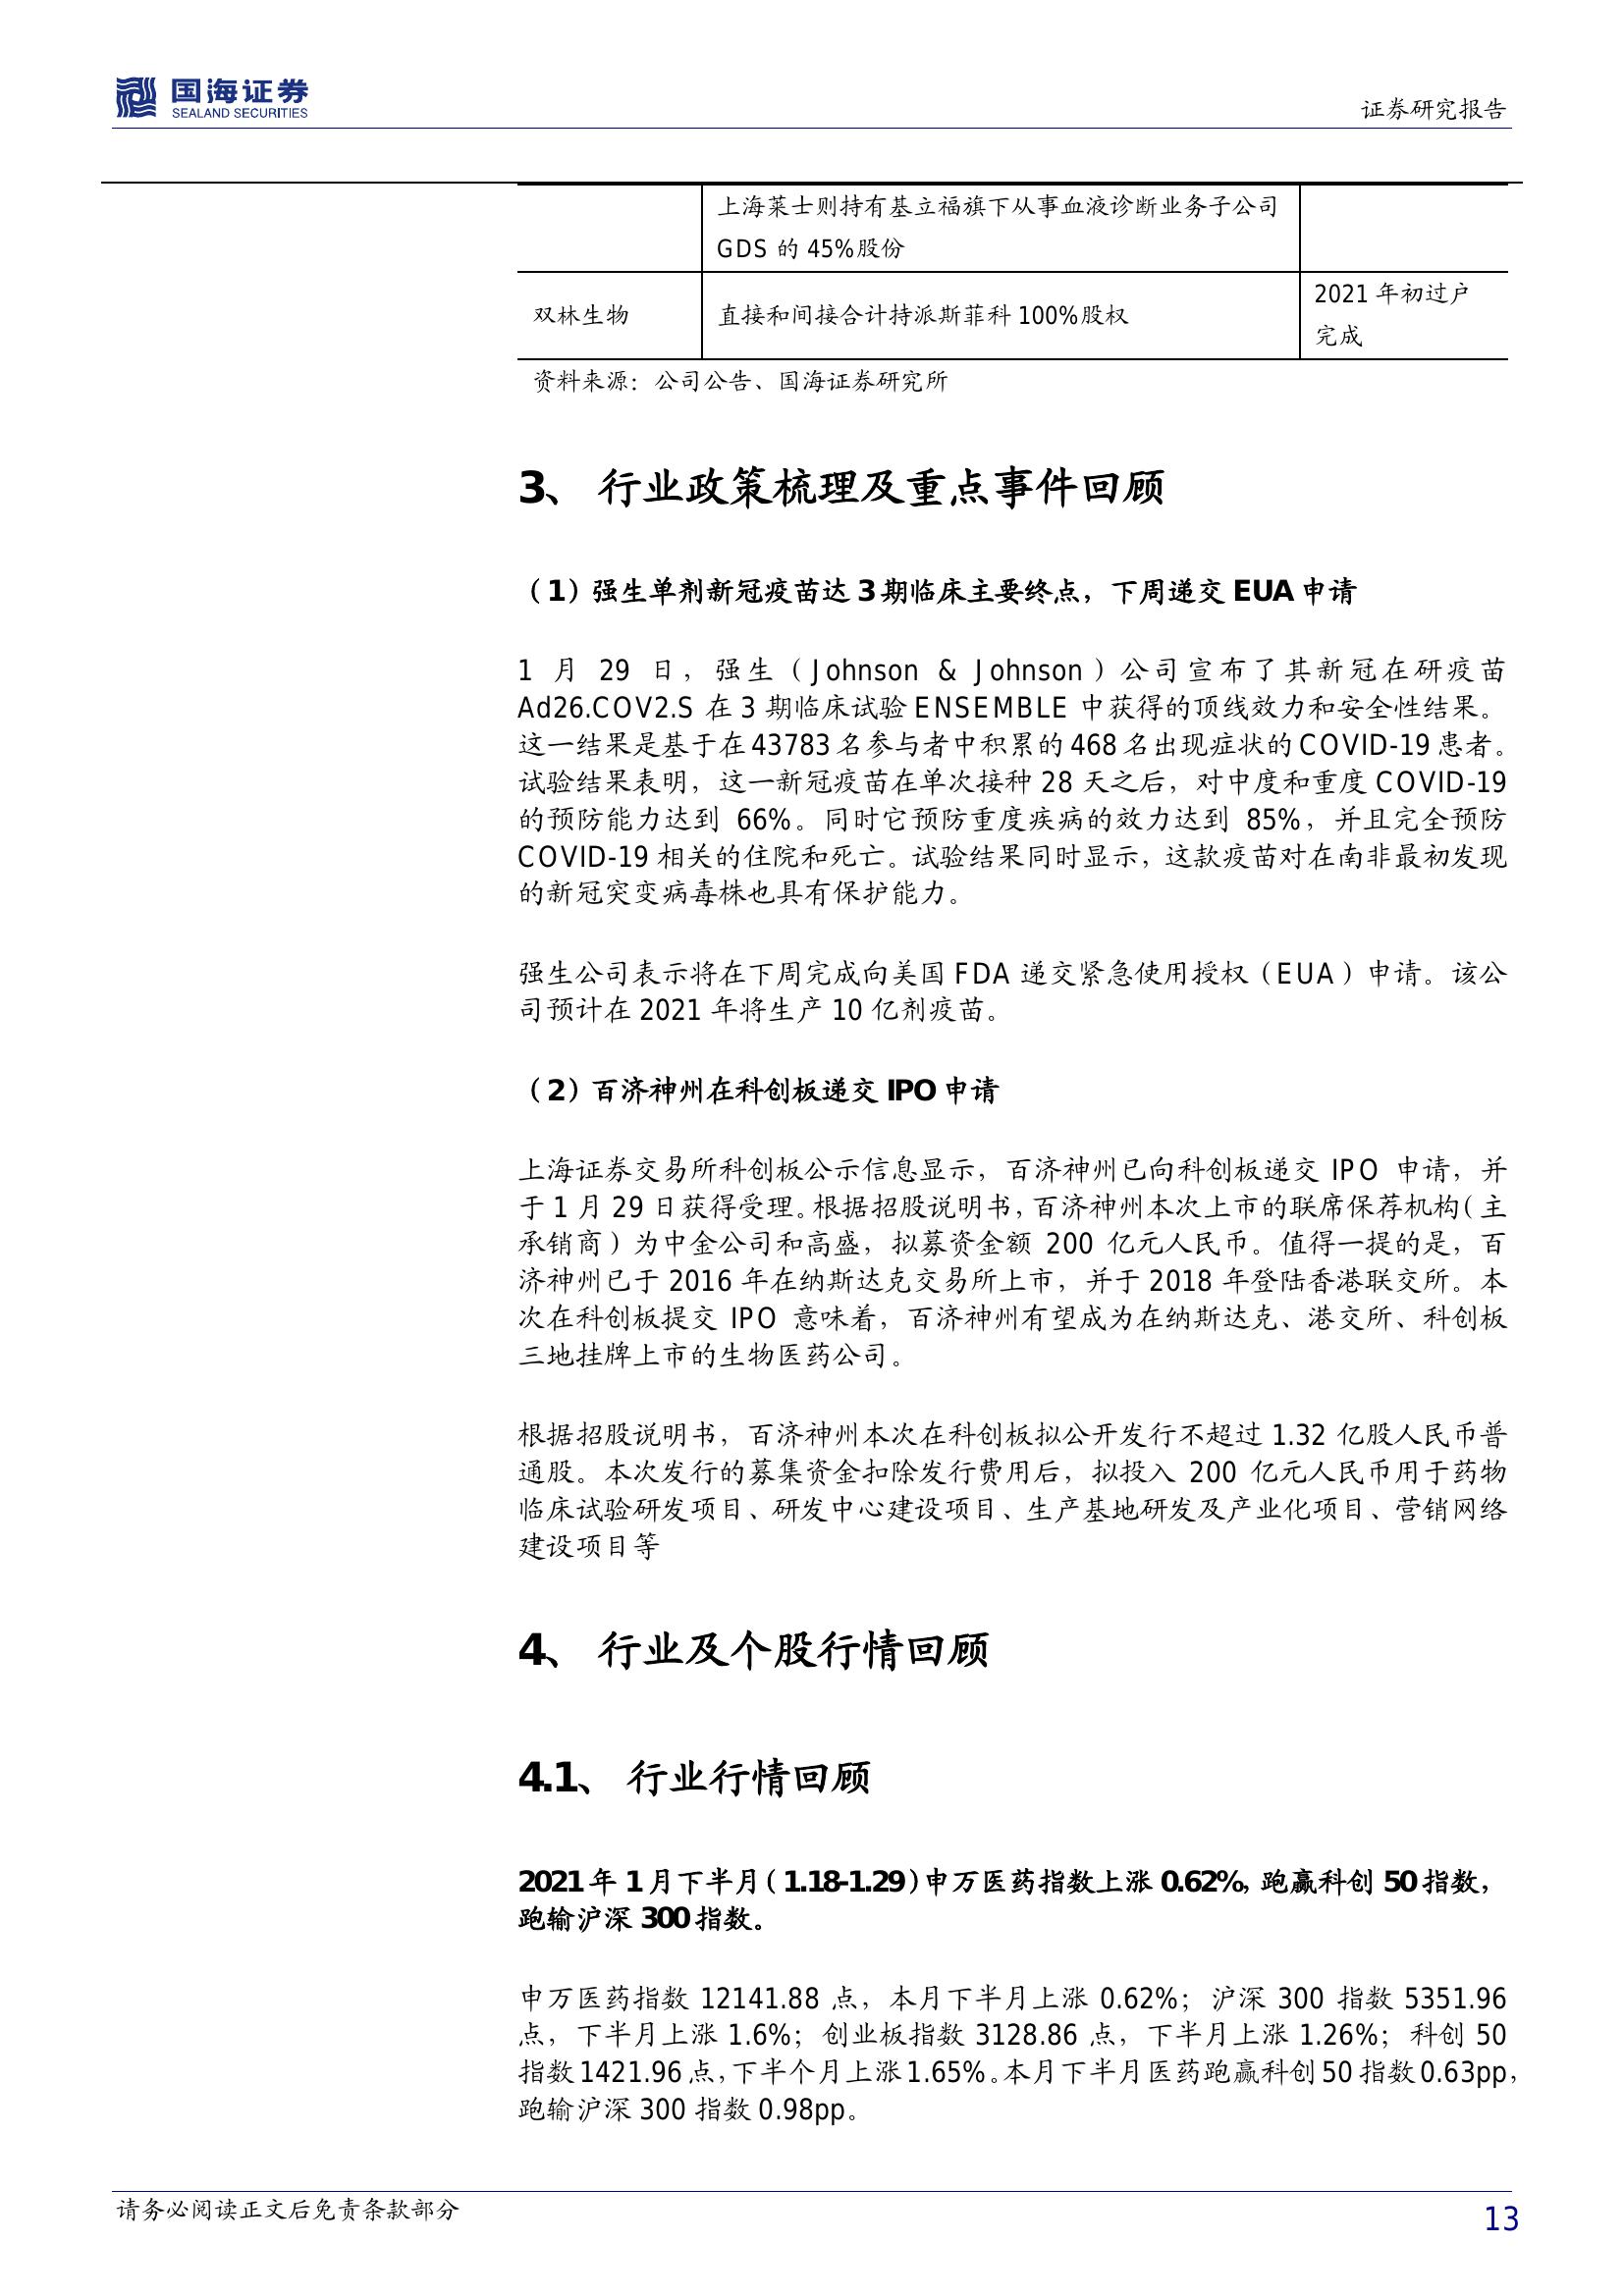 国海证券
SEALAND SECURITIES
证券研究报告
上海莱士则持有基立福旗下从事血液诊断业务子公司
GDS 的 45%股份
双林生物
直接和间接合计持派斯菲科 100%股权
2021 年初过户
完成
资料来源：公司公告、国海证券研究所
3、 行业政策梳理及重点事件回顾
（1）强生单剂新冠疫苗达 3 期临床主要终点，下周递交 EUA 申请
1 月 29 日，强生（Johnson & Johnson）公司宣布了其新冠在研疫苗
Ad26.COV2.S 在 3 期临床试验 ENSEMBLE 中获得的顶线效力和安全性结果。
这一结果是基于在 43783 名参与者中积累的 468 名出现症状的 COVID-19 患者。
试验结果表明，这一新冠疫苗在单次接种 28 天之后，对中度和重度 COVID-19
的预防能力达到 66%。同时它预防重度疾病的效力达到 85%，并且完全预防
COVID-19 相关的住院和死亡。试验结果同时显示，这款疫苗对在南非最初发现
的新冠突变病毒株也具有保护能力。
强生公司表示将在下周完成向美国 FDA 递交紧急使用授权（EUA）申请。该公
司预计在 2021 年将生产 10 亿剂疫苗。
（2）百济神州在科创板递交 IPO 申请
上海证券交易所科创板公示信息显示，百济神州已向科创板递交 IPO 申请，并
于 1 月 29 日获得受理。根据招股说明书，百济神州本次上市的联席保荐机构（主
承销商）为中金公司和高盛，拟募资金额 200 亿元人民币。值得一提的是，百
济神州已于 2016 年在纳斯达克交易所上市，并于 2018 年登陆香港联交所。本
次在科创板提交 IPO 意味着，百济神州有望成为在纳斯达克、港交所、科创板
三地挂牌上市的生物医药公司。
根据招股说明书，百济神州本次在科创板拟公开发行不超过 1.32 亿股人民币普
通股。本次发行的募集资金扣除发行费用后，拟投入 200 亿元人民币用于药物
临床试验研发项目、研发中心建设项目、生产基地研发及产业化项目、营销网络
建设项目等
4、 行业及个股行情回顾
4.1、 行业行情回顾
2021 年 1 月下半月（1.18-1.29）申万医药指数上涨 0.62%，跑赢科创 50 指数，
跑输沪深 300 指数。
申万医药指数 12141.88 点，本月下半月上涨 0.62%；沪深 300 指数 5351.96
点，下半月上涨 1.6%；创业板指数 3128.86 点，下半月上涨 1.26%；科创 50
指数 1421.96 点，下半个月上涨 1.65%。本月下半月医药跑赢科创 50 指数 0.63pp，
跑输沪深 300 指数 0.98pp。
请务必阅读正文后免责条款部分
13